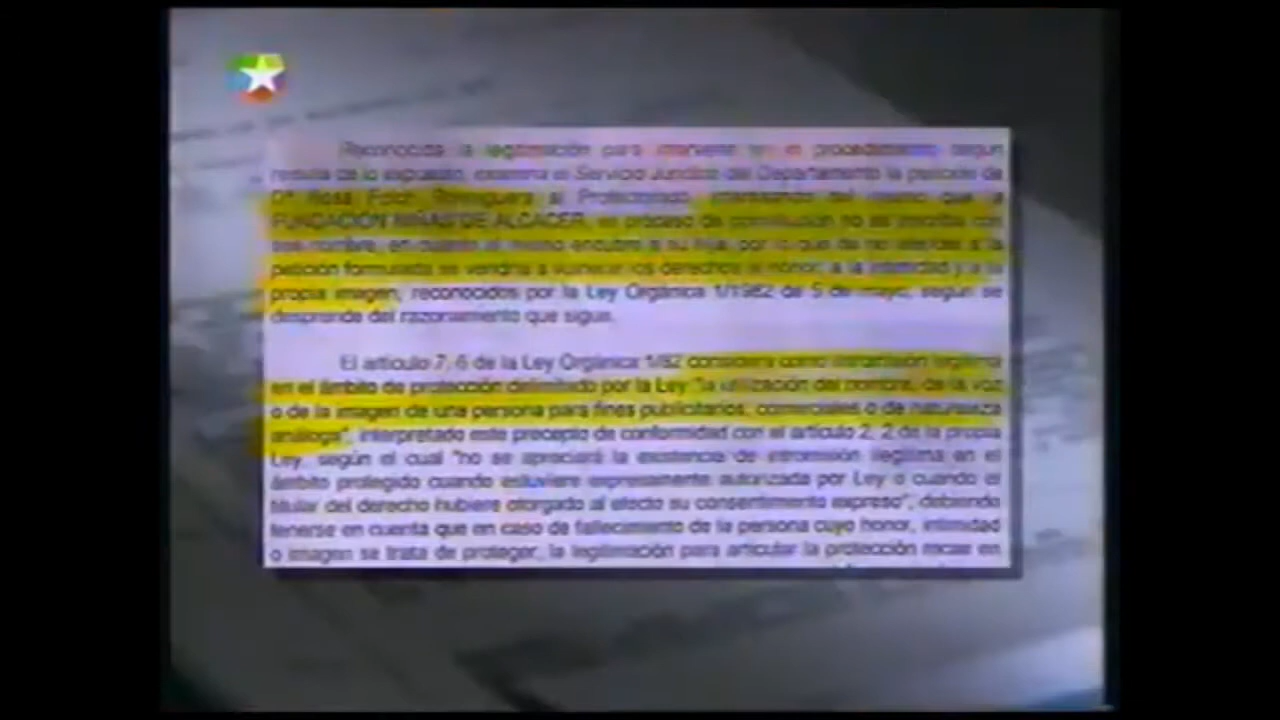 Reconocida la legitimación para intervenir en el procedimiento según
resulta de lo expuesto, examina el Servicio Jurídico del Departamento la petición de
Dª Rosa Folch al Protectorado, interesando del mismo que la
FUNDACION NIÑAS DE ALCACER, en proceso de constitución no se inscriba con
ese nombre, en cuanto el mismo encubre a su hija, por lo que de no atender a la
petición formulada se vendría a vulnerar los derechos al honor, a la intimidad y a la
propia imagen, reconocidos por la Ley Orgánica 1/1982 de 5 de mayo, según se
desprende del razonamiento que sigue.
El artículo 7, 6 de la Ley Orgánica 1/82 considera como intromisión ilegítima
en el ámbito de protección delimitado por la Ley "la utilización del nombre, de la voz
o de la imagen de una persona para fines publicitarios, comerciales o de naturaleza
análoga", interpretado este precepto de conformidad con el artículo 2, 2 de la propia
Ley, según el cual "no se apreciará la existencia de intromisión ilegítima en el
ámbito protegido cuando estuviere expresamente autorizada por Ley o cuando el
titular del derecho hubiere otorgado al efecto su consentimiento expreso", debiendo
tenerse en cuenta que en caso de fallecimiento de la persona cuyo honor, intimidad
o imagen se trata de proteger, la legitimación para articular la protección recae en